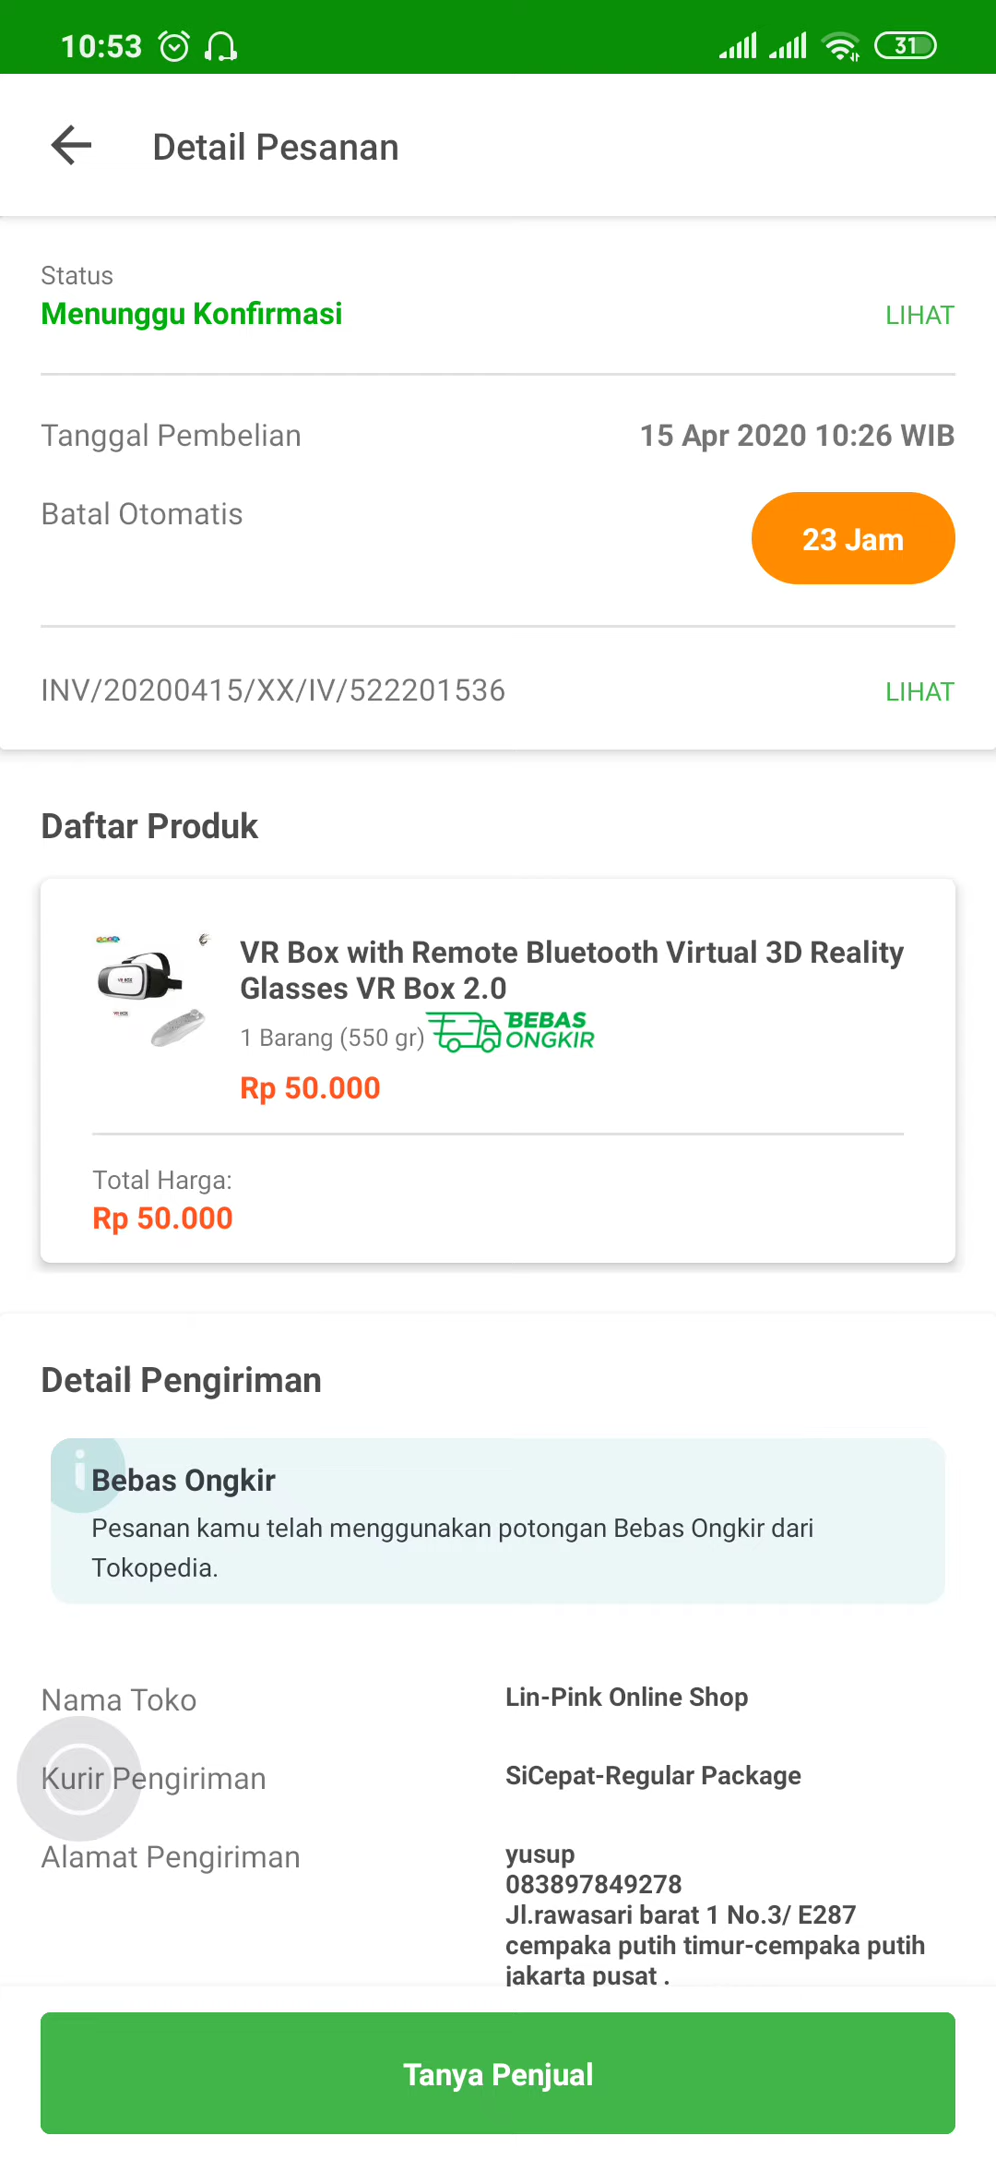 10:53
31
Detail Pesanan
Status
Menunggu Konfirmasi
LIHAT
Tanggal Pembelian
15 Apr 2020 10:26 WIB
Batal Otomatis
23 Jam
INV/20200415/XX/IV/522201536
LIHAT
Daftar Produk
VR Box with Remote Bluetooth Virtual 3D Reality
Glasses VR Box 2.0
1 Barang (550 gr)
BEBAS
ONGKIR
Rp 50.000
Total Harga:
Rp 50.000
Detail Pengiriman
Bebas Ongkir
Pesanan kamu telah menggunakan potongan Bebas Ongkir dari
Tokopedia.
Nama Toko
Lin-Pink Online Shop
Kurir Pengiriman
SiCepat-Regular Package
Alamat Pengiriman
yusup
083897849278
Jl.rawasari barat 1 No.3/ E287
cempaka putih timur-cempaka putih
jakarta pusat .
Tanya Penjual